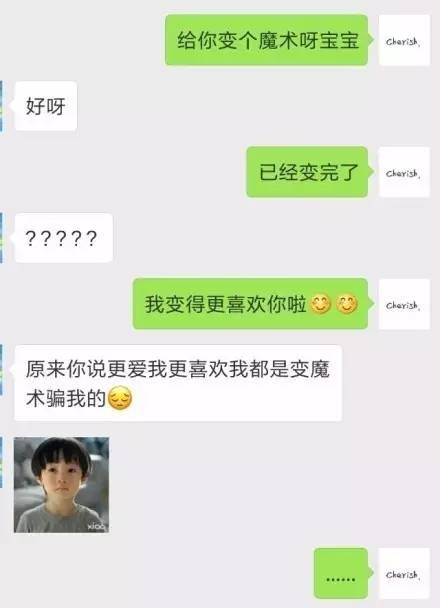 给你变个魔术呀宝宝
Cherish.
好呀
已经变完了
Cherish.
?????
我变得更喜欢你啦😊😊
Cherish.
原来你说更爱我更喜欢我都是变魔
术骗我的😔
xiao
......
Cherish.